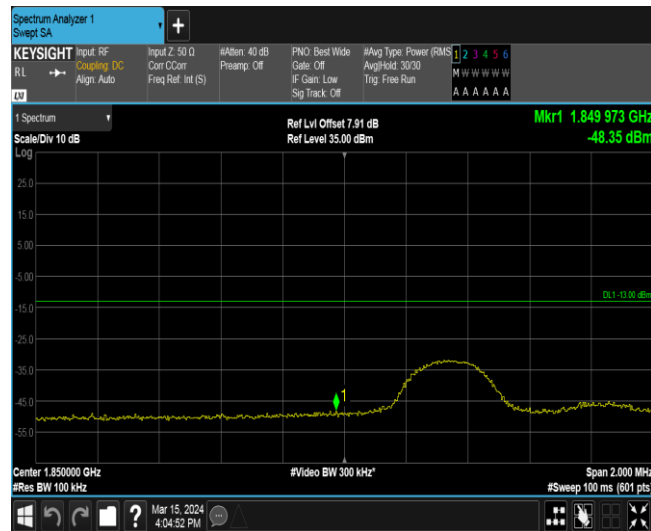 Spectrum Analyzer 1
Swept SA
+
KEYSIGHT
RL
LXI
Input: RF
Coupling: DC
Align: Auto
Input Z: 50 Ω
Corr CCorr
Freq Ref: Int (S)
#Atten: 40 dB
Preamp: Off
PNO: Best Wide
Gate: Off
IF Gain: Low
Sig Track: Off
#Avg Type: Power (RMS
Avg|Hold: 30/30
Trig: Free Run
1 2 3 4 5 6
M W W W W W
A A A A A A
1 Spectrum
Scale/Div 10 dB
Log
Ref Lvl Offset 7.91 dB
Ref Level 35.00 dBm
Mkr1 1.849 973 GHz
-48.35 dBm
25.0
15.0
5.00
-5.00
DL1 -13.00 dBm
-15.0
-25.0
-35.0
-45.0
1
-55.0
Center 1.850000 GHz
#Video BW 300 kHz*
Span 2.000 MHz
#Res BW 100 kHz
#Sweep 100 ms (601 pts)
?
Mar 15, 2024
4:04:52 PM